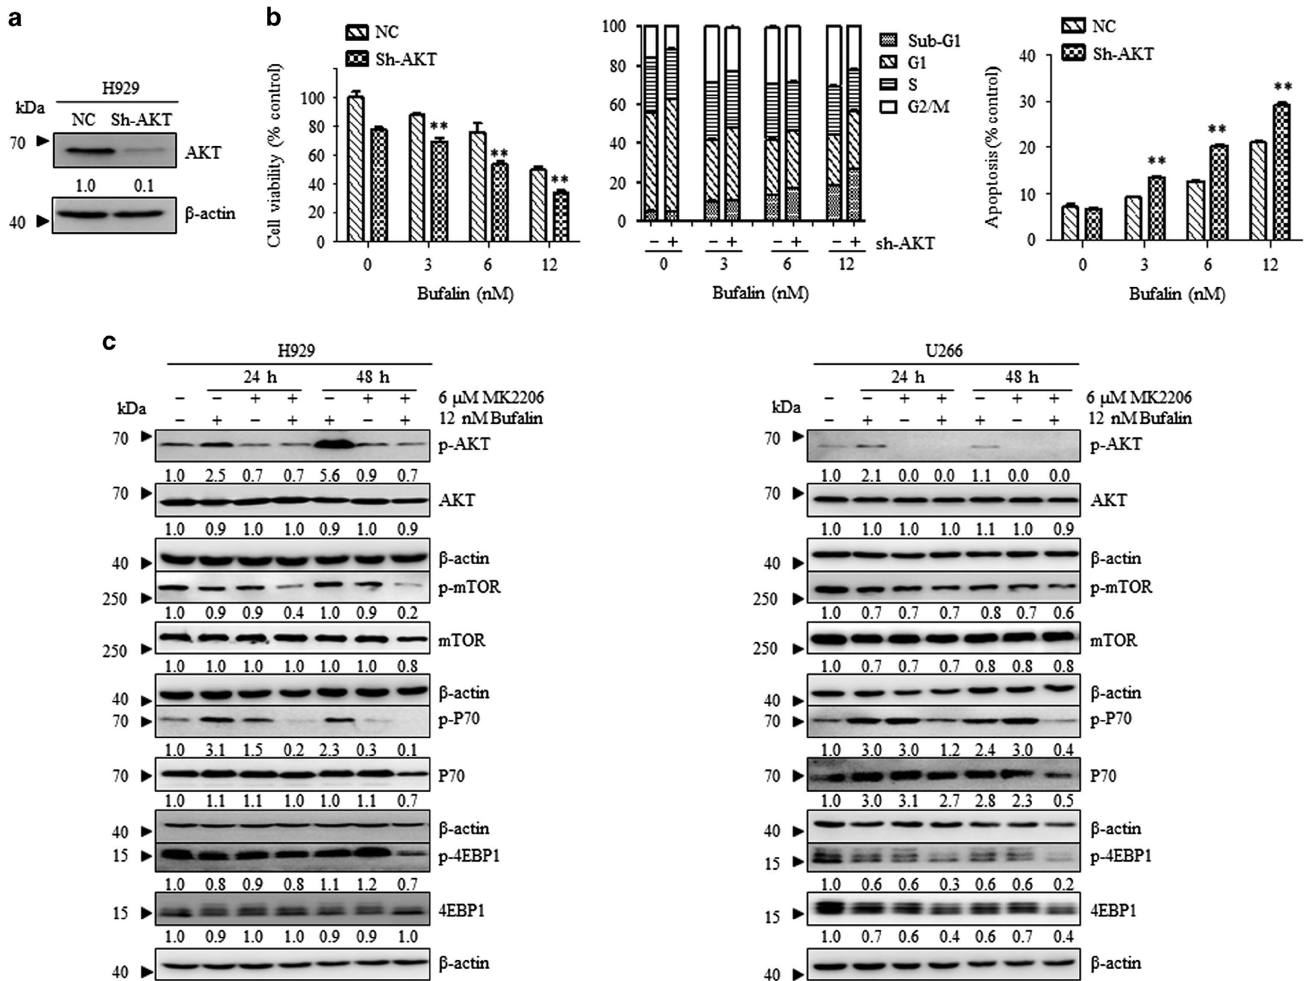 a
H929
kDa
NC Sh-AKT
70 AKT
1.0 0.1
40 β-actin
b
NC
Sh-AKT
Cell viability (% control)
100
80
60
40
20
0
** ** **
0 3 6 12
Bufalin (nM)
100
80
60
40
20
0
Sub-G1
G1
S
G2/M
− + − + − + − + sh-AKT
0 3 6 12
Bufalin (nM)
NC
Sh-AKT
Apoptosis (% control)
40
30
20
10
0
** ** **
0 3 6 12
Bufalin (nM)
c
H929
24 h 48 h
− − + + − + + 6 μM MK2206
kDa
− + − + + − + 12 nM Bufalin
70 p-AKT
1.0 2.5 0.7 0.7 5.6 0.9 0.7
70 AKT
1.0 0.9 1.0 1.0 0.9 1.0 0.9
40 β-actin
250 p-mTOR
1.0 0.9 0.9 0.4 1.0 0.9 0.2
250 mTOR
1.0 1.0 1.0 1.0 1.0 1.0 0.8
40 β-actin
70 p-P70
1.0 3.1 1.5 0.2 2.3 0.3 0.1
70 P70
1.0 1.1 1.1 1.0 1.0 1.1 0.7
40 β-actin
15 p-4EBP1
1.0 0.8 0.9 0.8 1.1 1.2 0.7
15 4EBP1
1.0 0.9 1.0 1.0 0.9 0.9 1.0
40 β-actin
U266
24 h 48 h
− − + + − + + 6 μM MK2206
kDa
− + − + + − + 12 nM Bufalin
70 p-AKT
1.0 2.1 0.0 0.0 1.1 0.0 0.0
70 AKT
1.0 1.0 1.0 1.0 1.1 1.0 0.9
40 β-actin
250 p-mTOR
1.0 0.7 0.7 0.7 0.8 0.7 0.6
250 mTOR
1.0 0.7 0.7 0.7 0.8 0.8 0.8
40 β-actin
70 p-P70
1.0 3.0 3.0 1.2 2.4 3.0 0.4
70 P70
1.0 3.0 3.1 2.7 2.8 2.3 0.5
40 β-actin
15 p-4EBP1
1.0 0.6 0.6 0.3 0.6 0.6 0.2
15 4EBP1
1.0 0.7 0.6 0.4 0.6 0.7 0.4
40 β-actin